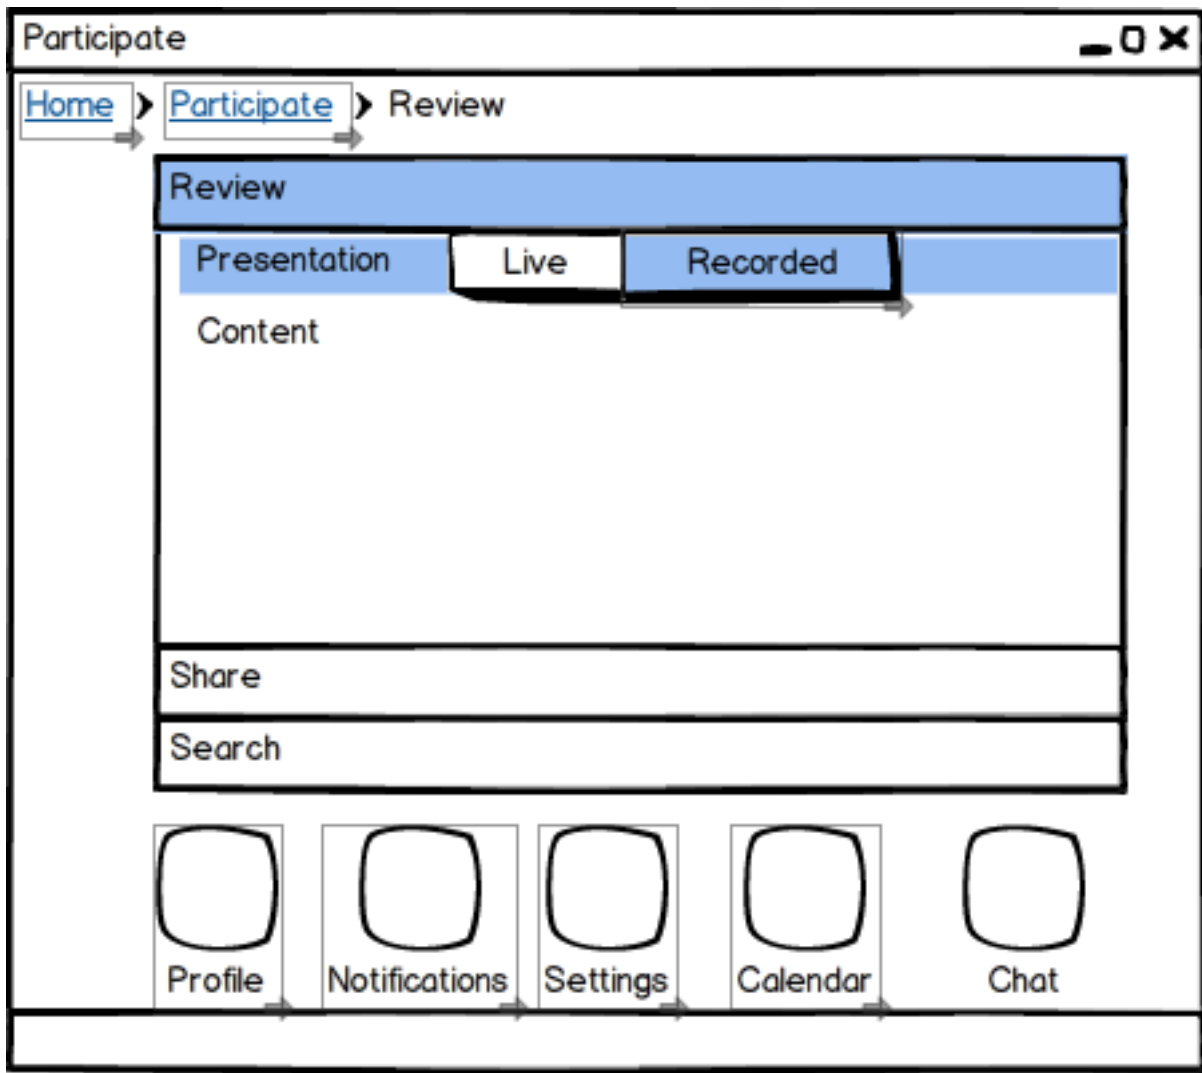 Participate
Home Participate Review
Review
Presentation Live Recorded
Content
Share
Search
Profile Notifications Settings Calendar Chat